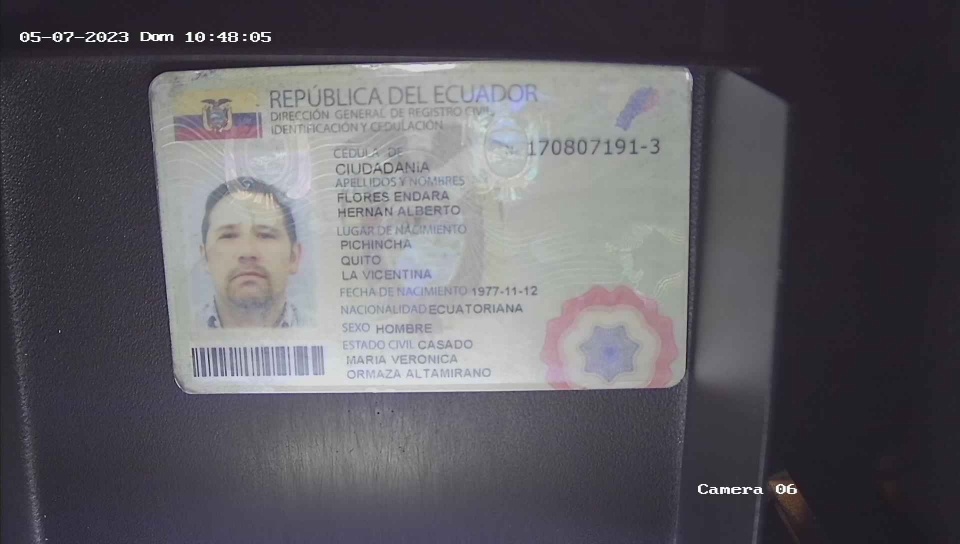 05-07-2023 Dom 10:48:05
REPÚBLICA DEL ECUADOR
DIRECCIÓN GENERAL DE REGISTRO CIVIL
IDENTIFICACIÓN Y CEDULACIÓN
CÉDULA DE
170807191-3
CIUDADANÍA
APELLIDOS Y NOMBRES
FLORES ENDARA
HERNAN ALBERTO
LUGAR DE NACIMIENTO
PICHINCHA
QUITO
LA VICENTINA
FECHA DE NACIMIENTO 1977-11-12
NACIONALIDAD ECUATORIANA
SEXO HOMBRE
ESTADO CIVIL CASADO
MARIA VERONICA
ORMAZA ALTAMIRANO
Camera 06